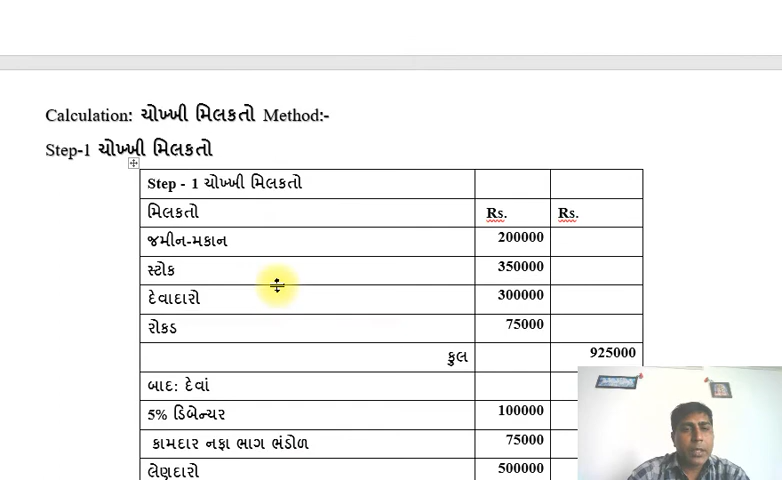 Calculation: ચોખ્ખી મિલકતો Method:-
Step-1 ચોખ્ખી મિલકતો
Step - 1 ચોખ્ખી મિલકતો
મિલકતો Rs. Rs.
જમીન-મકાન 200000
સ્ટોક 350000
દેવાદારો 300000
રોકડ 75000
કુલ 925000
બાદ: દેવાં
5% ડિબેન્ચર 100000
કામદાર નફા ભાગ ભંડોળ 75000
લેણદારો 500000